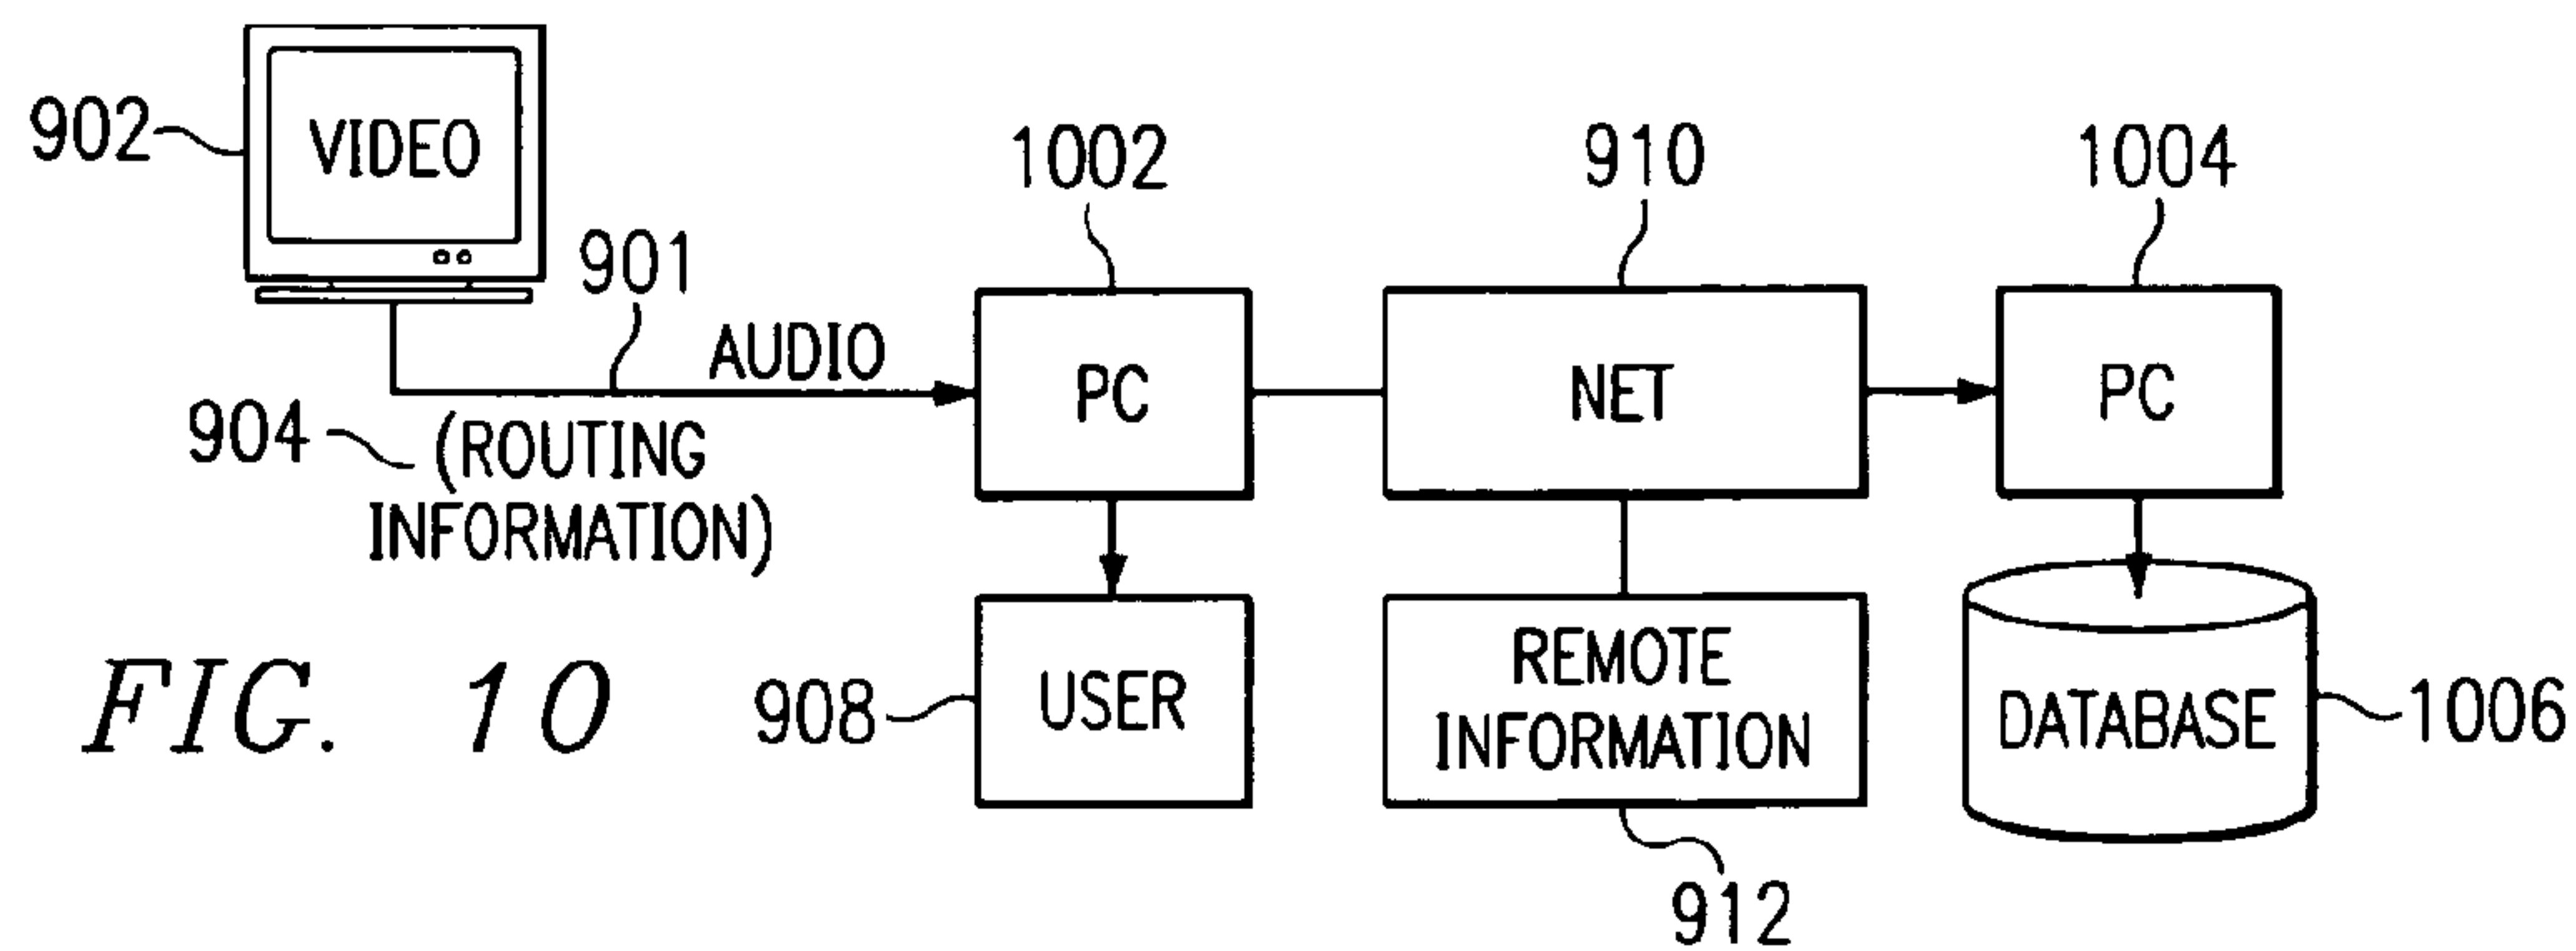 902
VIDEO
901
AUDIO
904
(ROUTING
INFORMATION)
1002
PC
910
NET
1004
PC
908
USER
REMOTE
INFORMATION
912
DATABASE
1006
FIG. 10